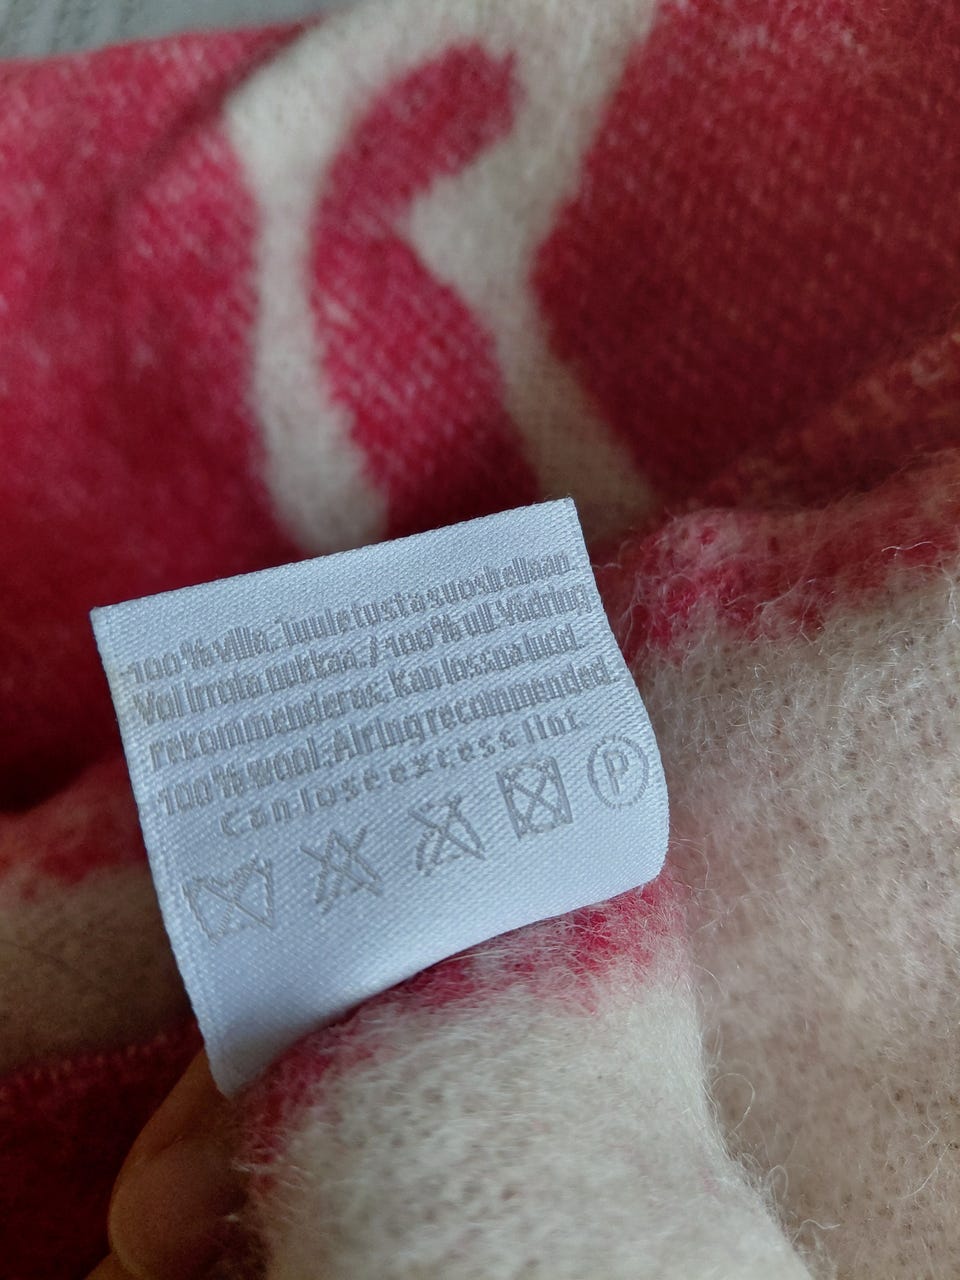 100% villa. Tuuletusta suositellaan.
Voi irrota nukkaa. / 100% ull. Vädring
rekommenderas. Kan lossna ludd.
100% wool. Airing recommended.
Can lose excess lint
P